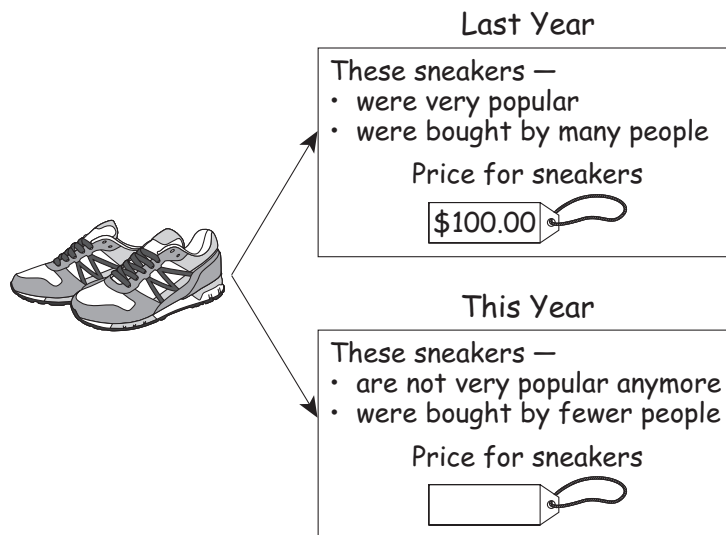 Last Year
These sneakers —
• were very popular
• were bought by many people
Price for sneakers
$100.00
This Year
These sneakers —
• are not very popular anymore
• were bought by fewer people
Price for sneakers